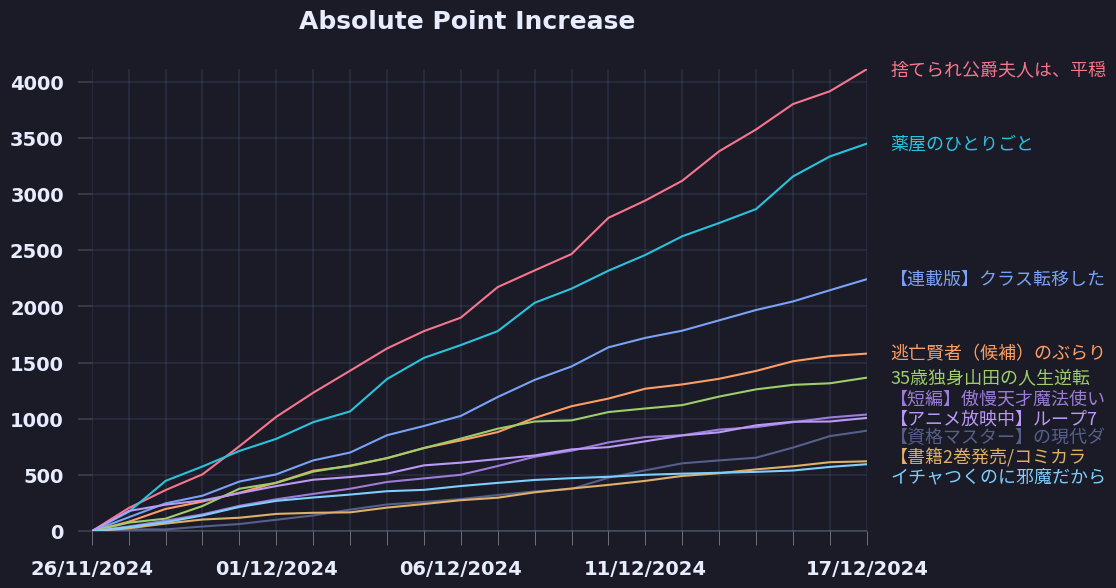 Absolute Point Increase
4000
3500
3000
2500
2000
1500
1000
500
0
26/11/2024
01/12/2024
06/12/2024
11/12/2024
17/12/2024
捨てられ公爵夫人は、平穏
薬屋のひとりごと
【連載版】クラス転移した
逃亡賢者（候補）のぶらり
35歳独身山田の人生逆転
【短編】傲慢天才魔法使い
【アニメ放映中】ループ7
【資格マスター】の現代ダ
【書籍2巻発売/コミカラ
イチャつくのに邪魔だから